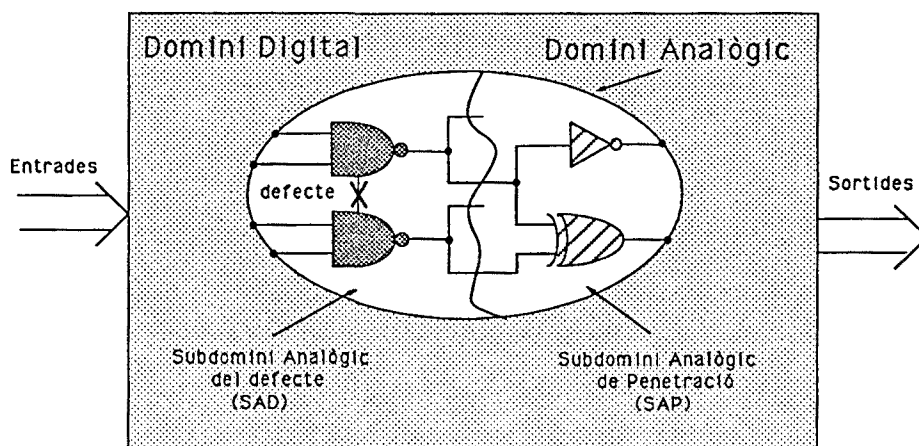 Domini Digital
Domini Analògic
Entrades
defecte
Sortides
Subdomini Analògic
del defecte
(SAD)
Subdomini Analògic
de Penetració
(SAP)